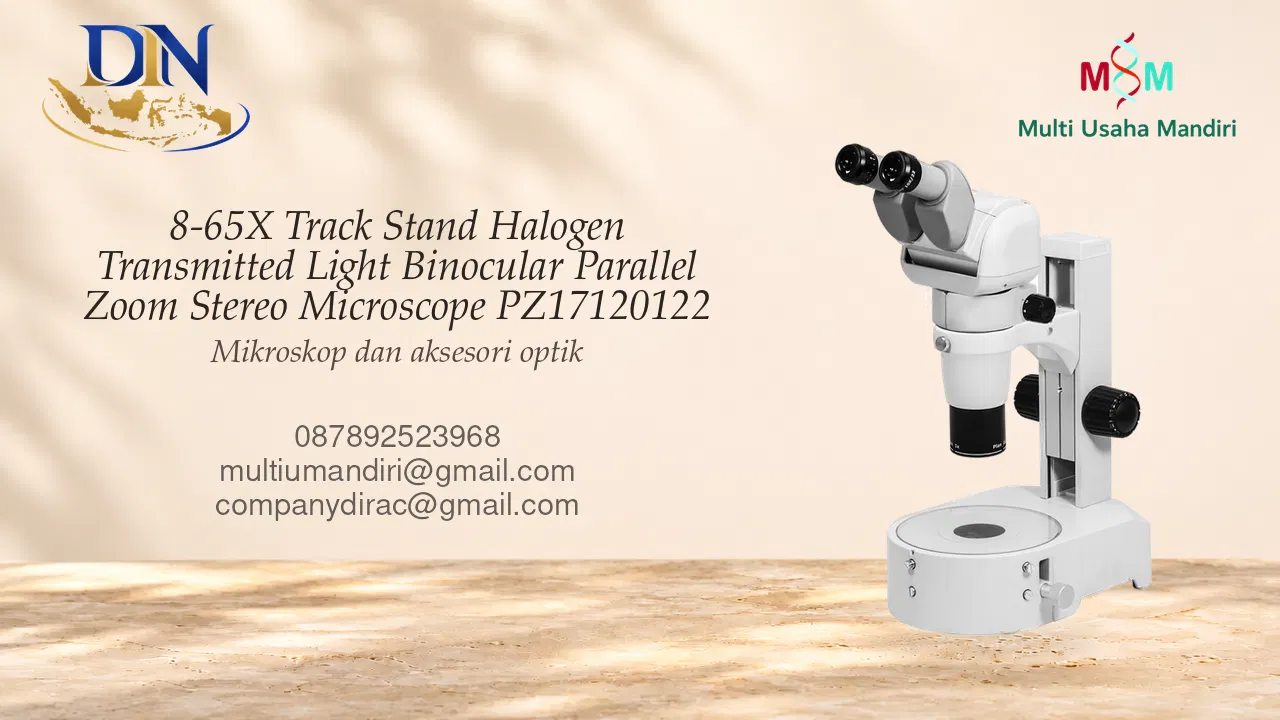 DIN
M M
Multi Usaha Mandiri
8-65X Track Stand Halogen
Transmitted Light Binocular Parallel
Zoom Stereo Microscope PZ17120122
Mikroskop dan aksesori optik
087892523968
multiumandiri@gmail.com
companydirac@gmail.com